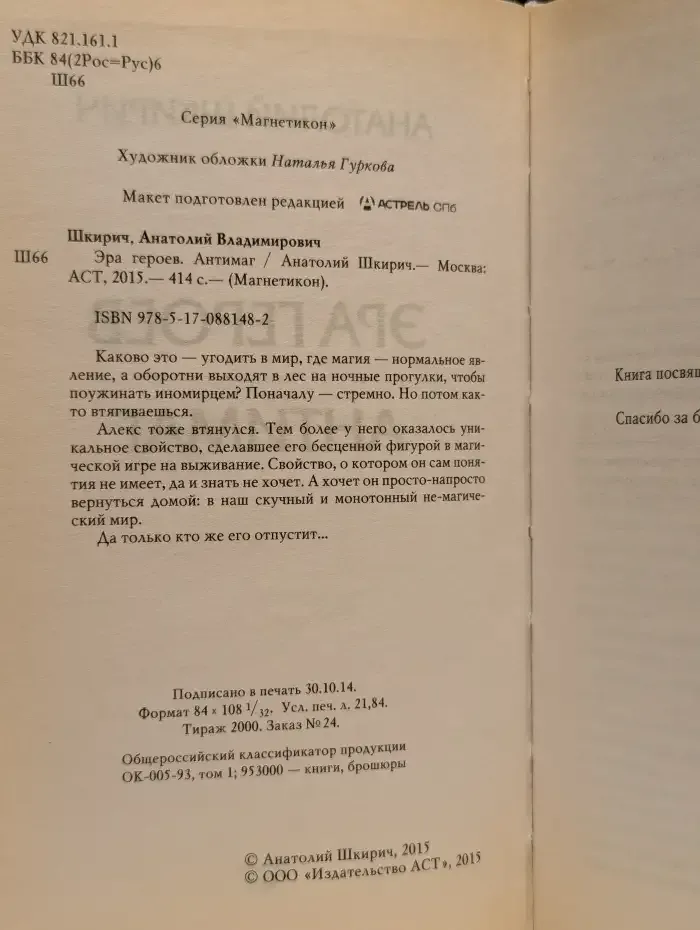 УДК 821.161.1
ББК 84(2Рос=Рус)6
Ш66
Серия «Магнетикон»
Художник обложки Наталья Гуркова
Макет подготовлен редакцией АСТРЕЛЬ СПб
Шкирич, Анатолий Владимирович
Ш66 Эра героев. Антимаг / Анатолий Шкирич.— Москва:
АСТ, 2015.— 414 с.— (Магнетикон).
ISBN 978-5-17-088148-2
Каково это — угодить в мир, где магия — нормальное яв-
ление, а оборотни выходят в лес на ночные прогулки, чтобы
поужинать иномирцем? Поначалу — стремно. Но потом как-
то втягиваешься.
Алекс тоже втянулся. Тем более у него оказалось уни-
кальное свойство, сделавшее его бесценной фигурой в маги-
ческой игре на выживание. Свойство, о котором он сам поня-
тия не имеет, да и знать не хочет. А хочет он просто-напросто
вернуться домой: в наш скучный и монотонный не-магиче-
ский мир.
Да только кто же его отпустит...
Подписано в печать 30.10.14.
Формат 84 × 108 1/32. Усл. печ. л. 21,84.
Тираж 2000. Заказ № 24.
Общероссийский классификатор продукции
ОК-005-93, том 1; 953000 — книги, брошюры
© Анатолий Шкирич, 2015
© ООО «Издательство АСТ», 2015
Книга посвящ
Спасибо за б